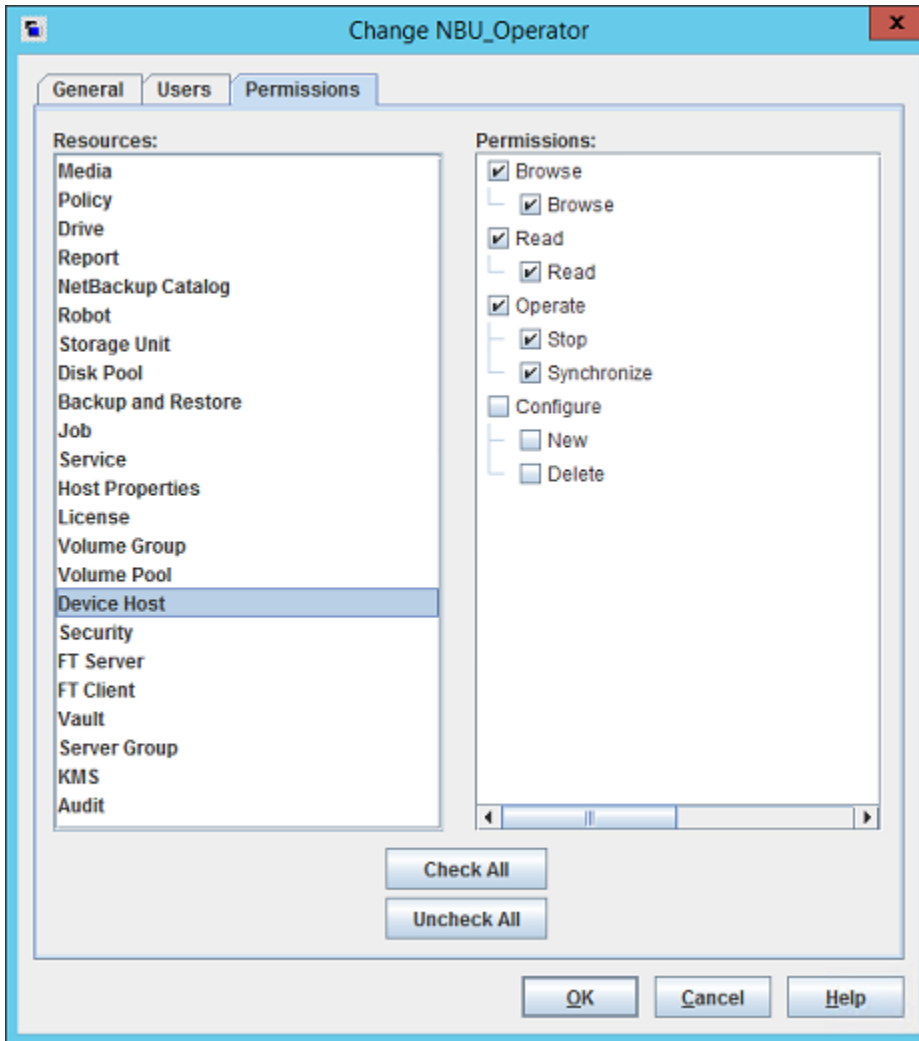 Change NBU_Operator
x
General Users Permissions
Resources:
Media
Policy
Drive
Report
NetBackup Catalog
Robot
Storage Unit
Disk Pool
Backup and Restore
Job
Service
Host Properties
License
Volume Group
Volume Pool
Device Host
Security
FT Server
FT Client
Vault
Server Group
KMS
Audit
Permissions:
Browse
Browse
Read
Read
Operate
Stop
Synchronize
Configure
New
Delete
Check All
Uncheck All
OK Cancel Help